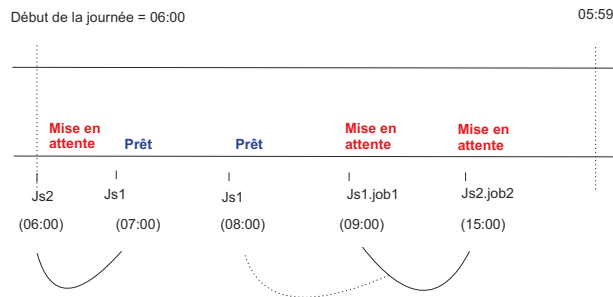 Début de la journée = 06:00
05:59
Mise en attente
Prêt
Prêt
Mise en attente
Mise en attente
Js2
Js1
Js1
Js1.job1
Js2.job2
(06:00)
(07:00)
(08:00)
(09:00)
(15:00)